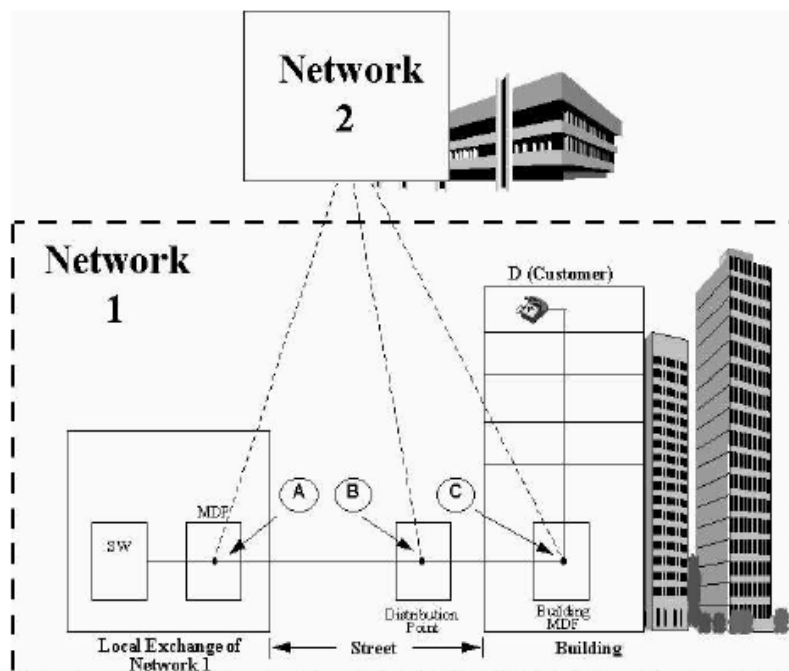 Network
2
Network
1
D (Customer)
A
B
C
MDF
SW
Distribution
Point
Building
MDF
Local Exchange of
Network 1
Street
Building